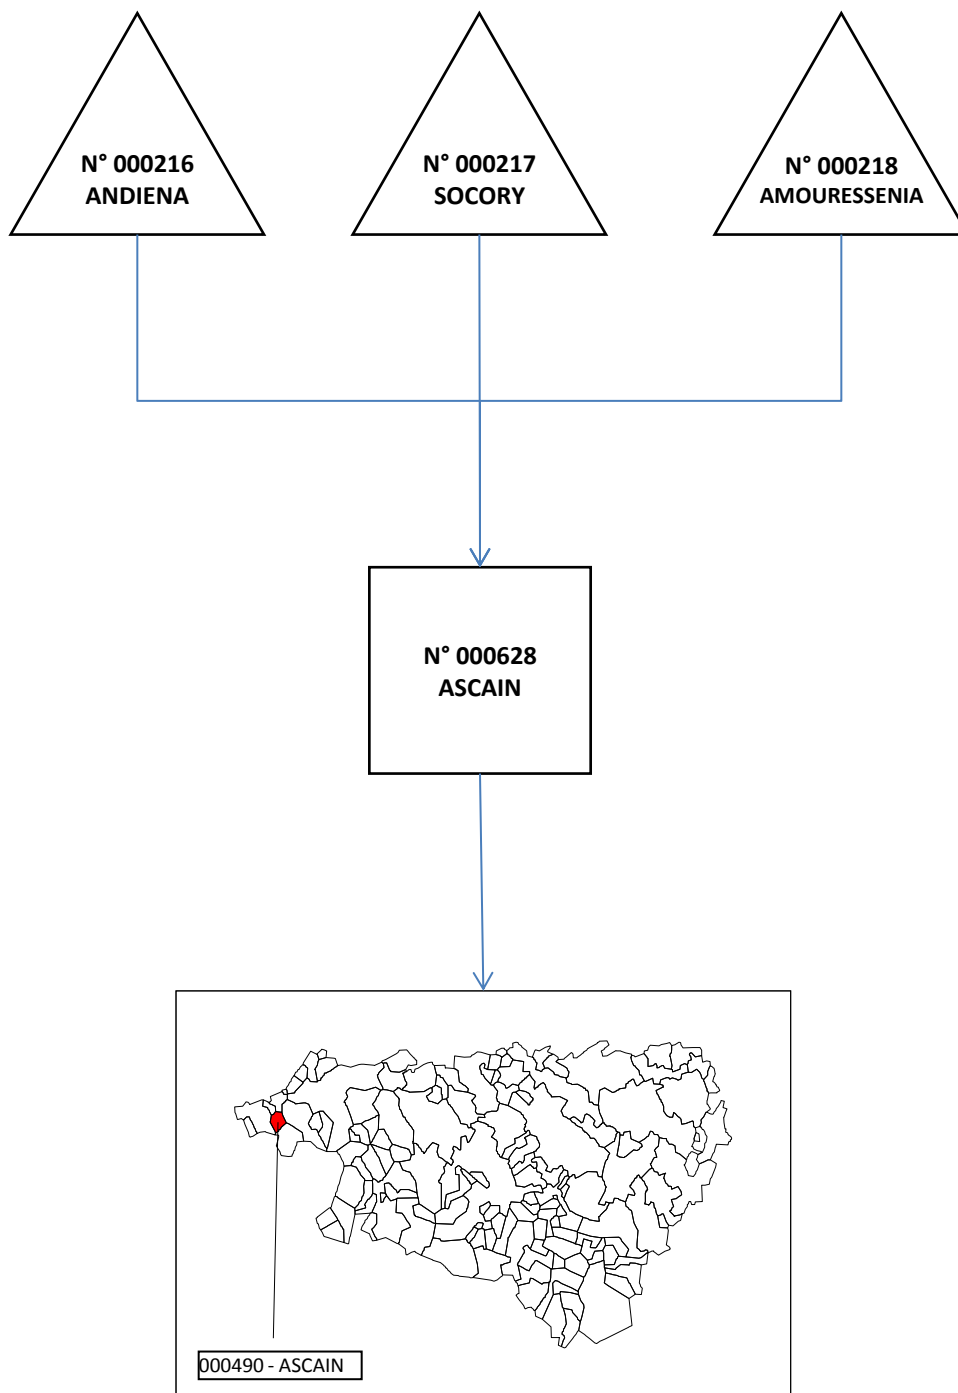 N° 000216
ANDIENA
N° 000217
SOCORY
N° 000218
AMOURESSENIA
N° 000628
ASCAIN
000490 - ASCAIN